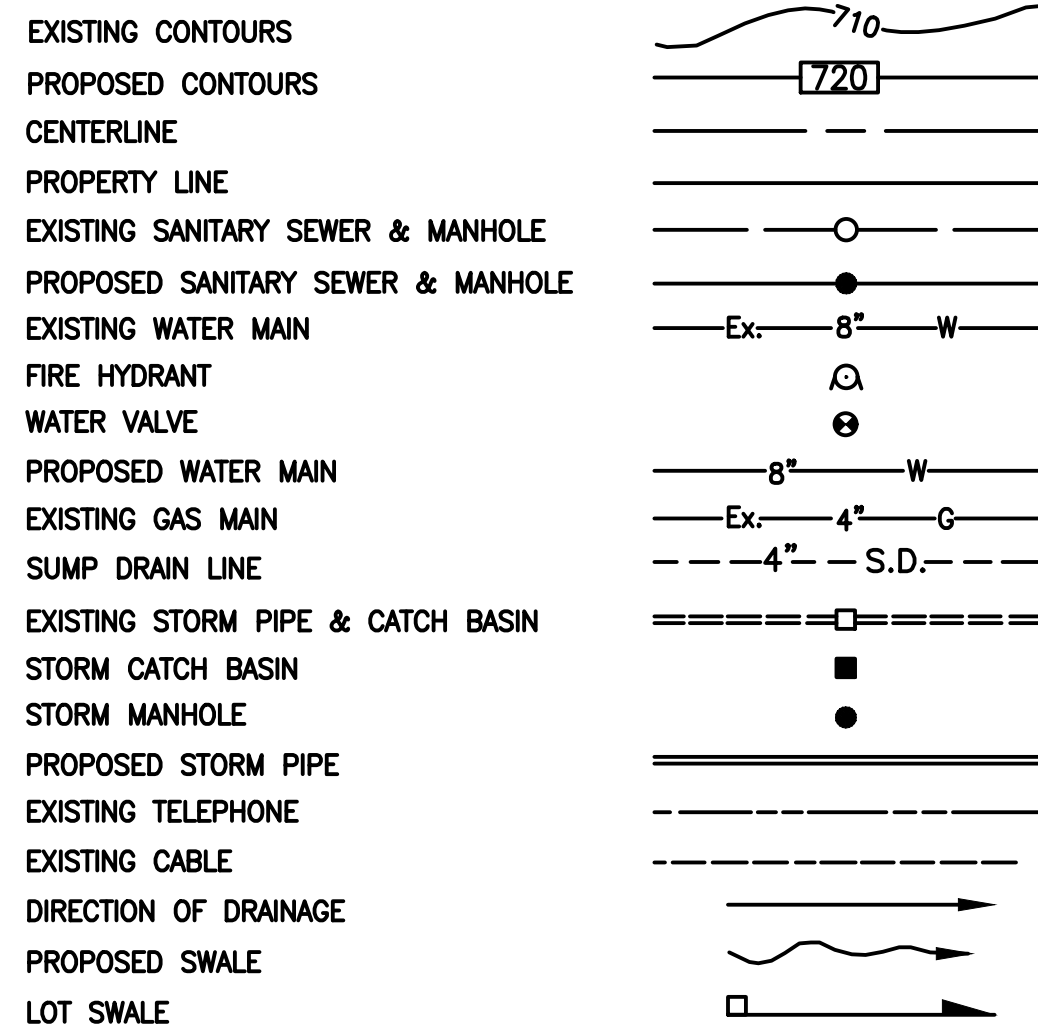 EXISTING CONTOURS 710
PROPOSED CONTOURS 720
CENTERLINE
PROPERTY LINE
EXISTING SANITARY SEWER & MANHOLE
PROPOSED SANITARY SEWER & MANHOLE
EXISTING WATER MAIN Ex. 8" W
FIRE HYDRANT
WATER VALVE
PROPOSED WATER MAIN 8" W
EXISTING GAS MAIN Ex. 4" G
SUMP DRAIN LINE 4" S.D.
EXISTING STORM PIPE & CATCH BASIN
STORM CATCH BASIN
STORM MANHOLE
PROPOSED STORM PIPE
EXISTING TELEPHONE
EXISTING CABLE
DIRECTION OF DRAINAGE
PROPOSED SWALE
LOT SWALE